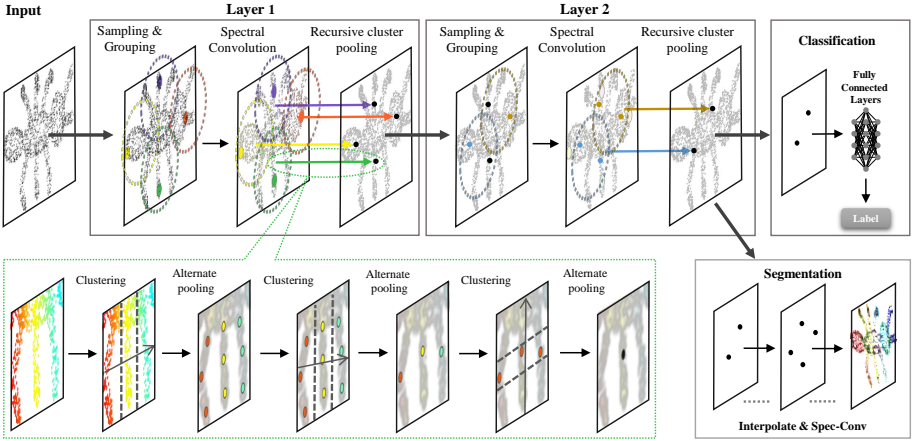 Input
Layer 1
Layer 2
Sampling &
Grouping
Spectral
Convolution
Recursive cluster
pooling
Sampling &
Grouping
Spectral
Convolution
Recursive cluster
pooling
Classification
Fully
Connected
Layers
Label
Clustering
Alternate
pooling
Clustering
Alternate
pooling
Clustering
Alternate
pooling
Segmentation
Interpolate & Spec-Conv